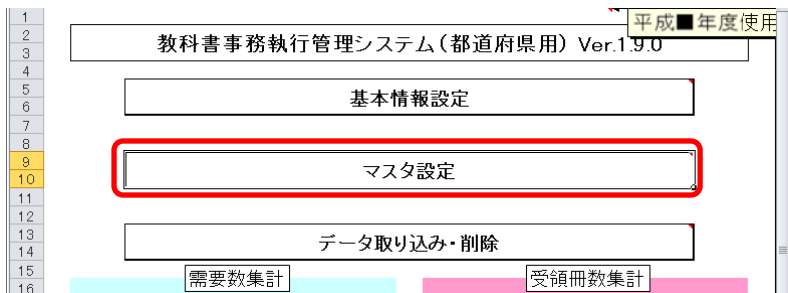 平成■年度使用
教科書事務執行管理システム(都道府県用) Ver.1.9.0
基本情報設定
マスタ設定
データ取り込み・削除
需要数集計 受領冊数集計
1
2
3
4
5
6
7
8
9
10
11
12
13
14
15
16